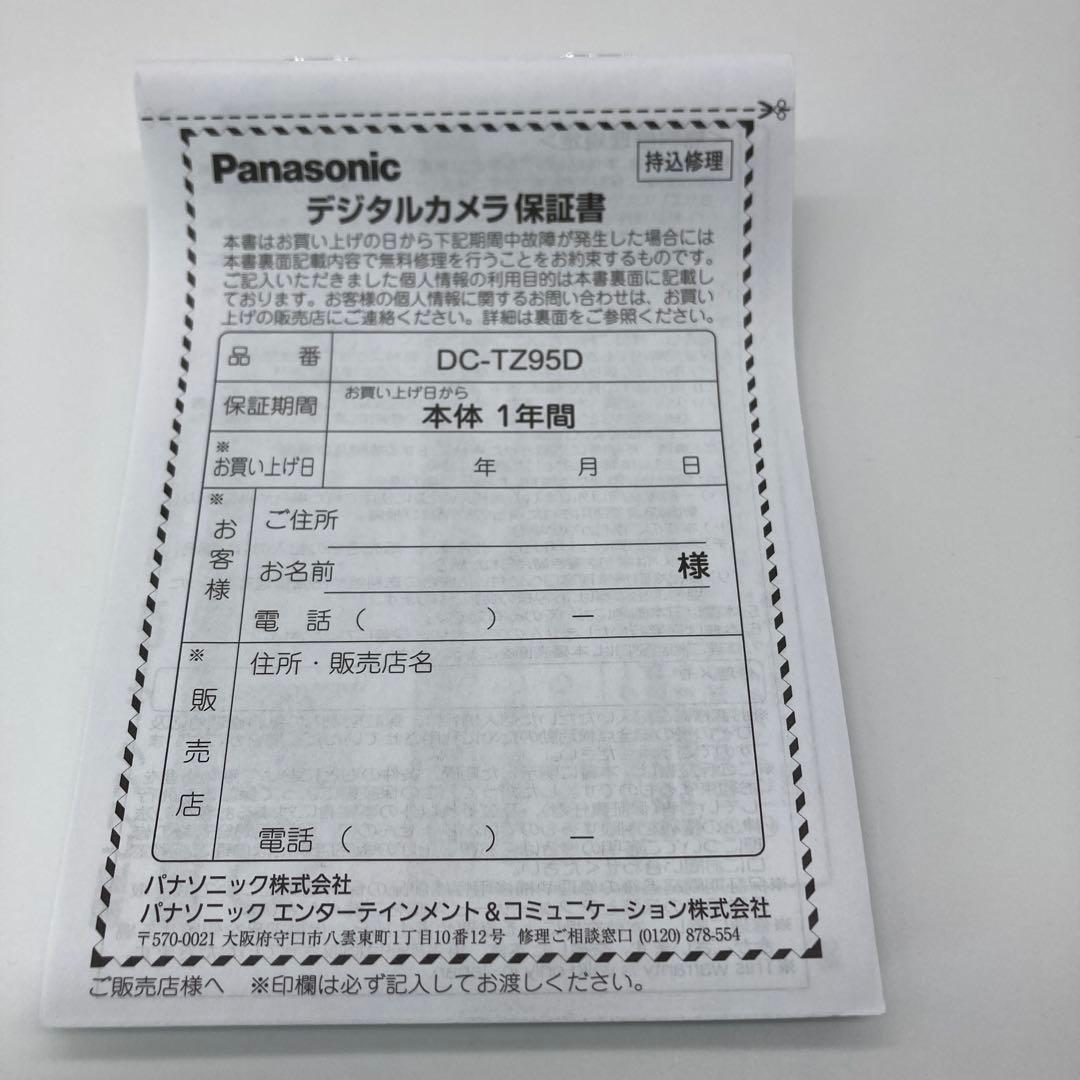 Panasonic
持込修理
デジタルカメラ保証書
本書はお買い上げの日から下記期間中故障が発生した場合には
本書裏面記載内容で無料修理を行うことをお約束するものです。
ご記入いただきました個人情報の利用目的は本書裏面に記載し
ております。お客様の個人情報に関するお問い合わせは、お買い
上げの販売店にご連絡ください。詳細は裏面をご参照ください。
品 番 DC-TZ95D
保証期間 お買い上げ日から
本体 1年間
※
お買い上げ日 年 月 日
※
お客様
ご住所
お名前 様
電 話 ( ) ー
※
販売店
住所・販売店名
電話 ( ) ー
パナソニック株式会社
パナソニック エンターテインメント&コミュニケーション株式会社
〒570-0021 大阪府守口市八雲東町1丁目10番12号 修理ご相談窓口 (0120) 878-554
ご販売店様へ ※印欄は必ず記入してお渡しください。